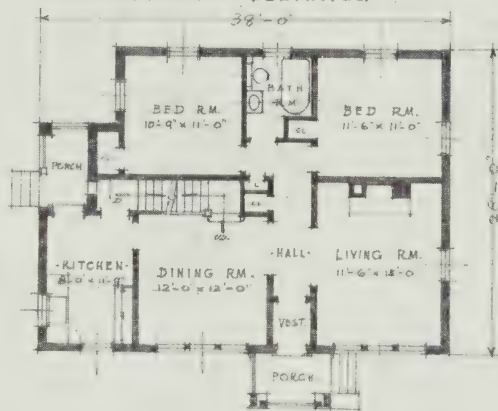 38'-0"
BATH
RM
BED RM.
10'-9" x 11'-0"
BED RM.
11'-6" x 11'-0"
CL
PORCH
L
CL
D
UP
-KITCHEN-
DINING RM.
12'-0" x 12'-0"
-HALL-
LIVING RM.
11'-6" x 18'-0
VEST.
PORCH